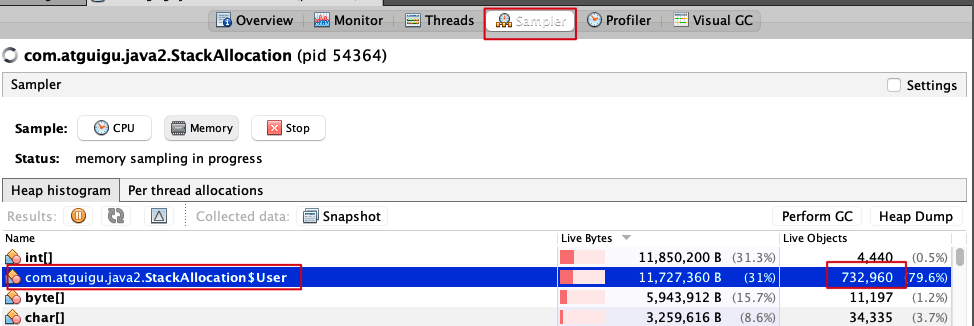 Overview Monitor Threads Sampler Profiler Visual GC
com.atguigu.java2.StackAllocation (pid 54364)
Sampler Settings
Sample: CPU Memory Stop
Status: memory sampling in progress
Heap histogram Per thread allocations
Results: Collected data: Snapshot Perform GC Heap Dump
Name Live Bytes Live Objects
int[] 11,850,200 B (31.3%) 4,440 (0.5%)
com.atguigu.java2.StackAllocation$User 11,727,360 B (31%) 732,960 (79.6%)
byte[] 5,943,912 B (15.7%) 11,197 (1.2%)
char[] 3,259,616 B (8.6%) 34,335 (3.7%)